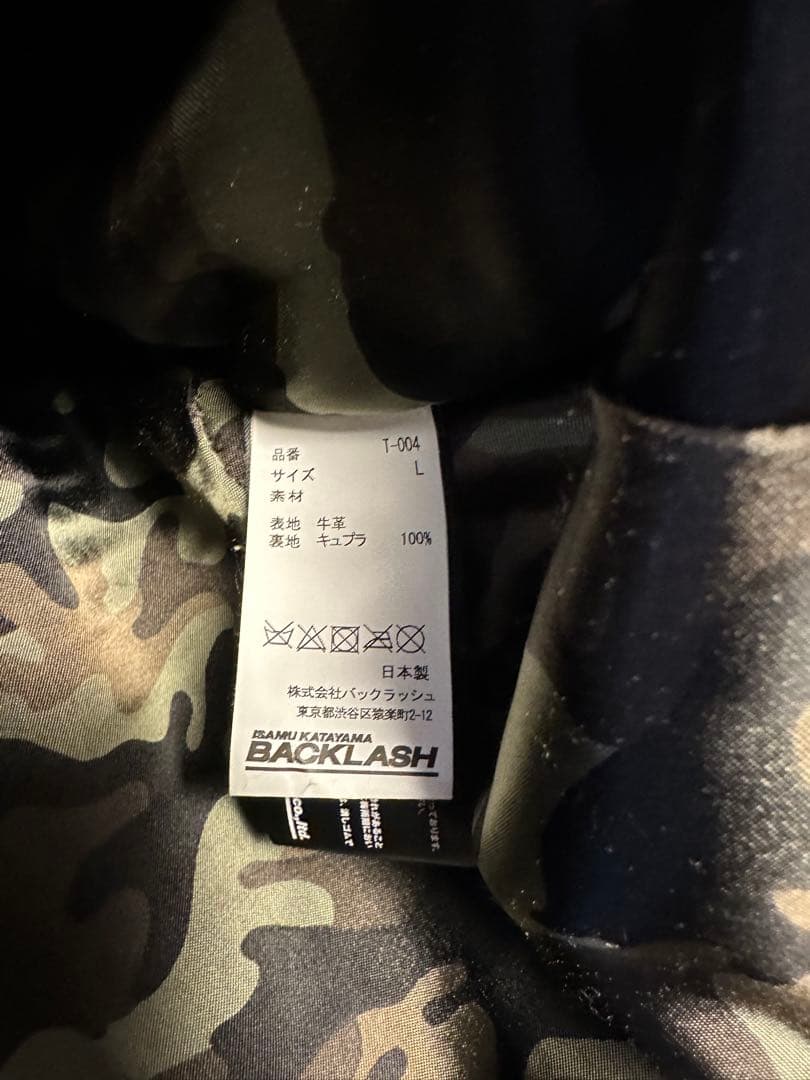 品番 T-004
サイズ L
素材
表地 牛革
裏地 キュプラ 100%
日本製
株式会社バックラッシュ
東京都渋谷区猿楽町2-12
ISAMU KATAYAMA
BACKLASH
co.,ltd.